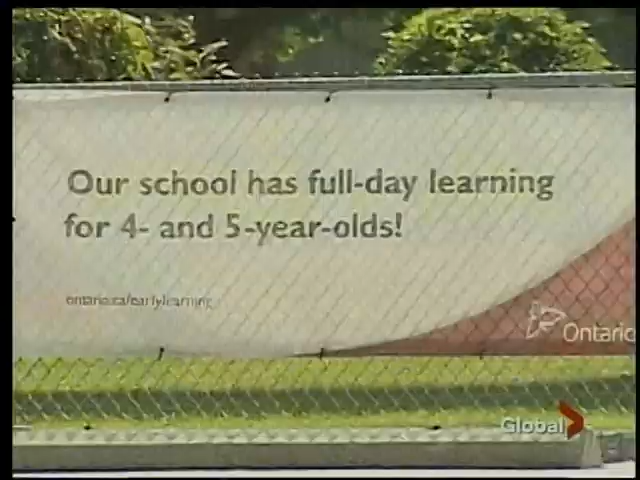 Our school has full-day learning
for 4- and 5-year-olds!
ontario.ca/earlylearning
Ontario
Global